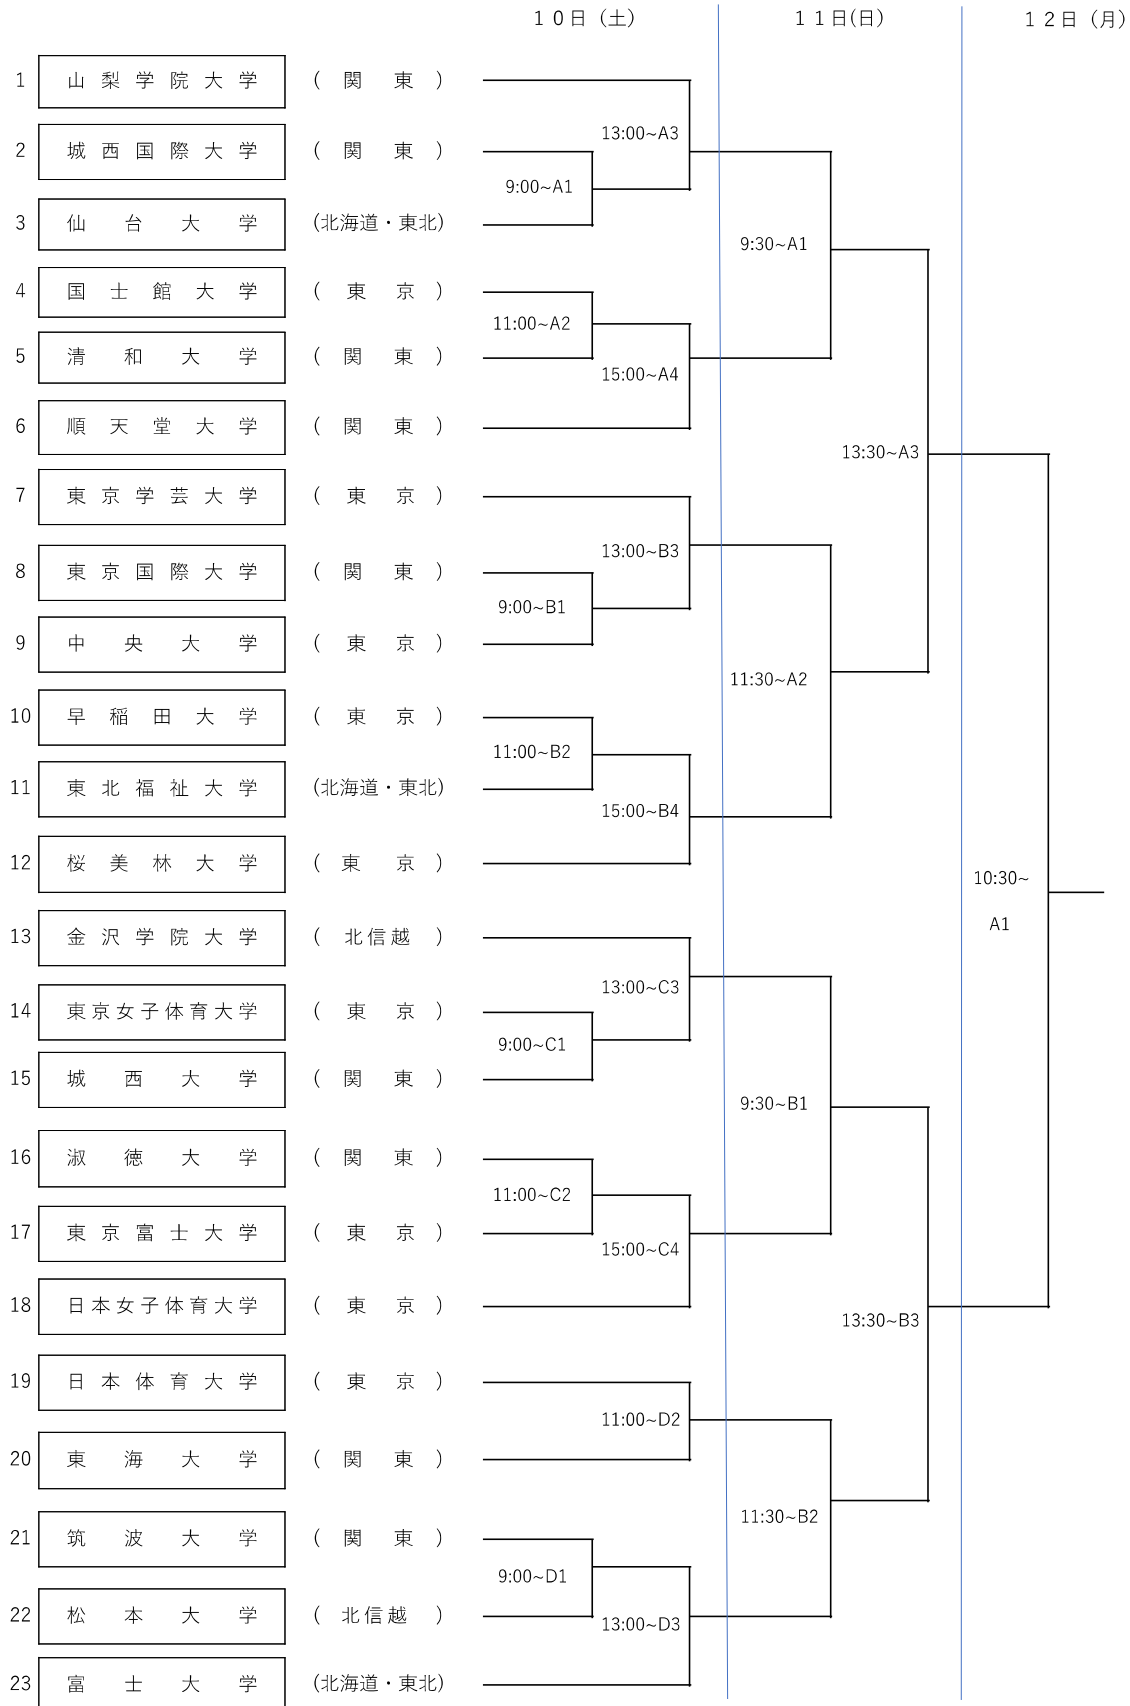 １０日（土） １１日(日) １２日（月）
1 山梨学院大学 （関東）
13:00~A3
2 城西国際大学 （関東）
9:00~A1
3 仙台大学 (北海道・東北)
9:30~A1
4 国士館大学 （東京）
11:00~A2
5 清和大学 （関東）
15:00~A4
6 順天堂大学 （関東）
13:30~A3
7 東京学芸大学 （東京）
13:00~B3
8 東京国際大学 （関東）
9:00~B1
9 中央大学 （東京）
11:30~A2
10 早稲田大学 （東京）
11:00~B2
11 東北福祉大学 (北海道・東北)
15:00~B4
12 桜美林大学 （東京）
10:30~
A1
13 金沢学院大学 （北信越）
13:00~C3
14 東京女子体育大学 （東京）
9:00~C1
15 城西大学 （関東）
9:30~B1
16 淑徳大学 （関東）
11:00~C2
17 東京富士大学 （東京）
15:00~C4
18 日本女子体育大学 （東京）
13:30~B3
19 日本体育大学 （東京）
11:00~D2
20 東海大学 （関東）
11:30~B2
21 筑波大学 （関東）
9:00~D1
22 松本大学 （北信越）
13:00~D3
23 富士大学 (北海道・東北)